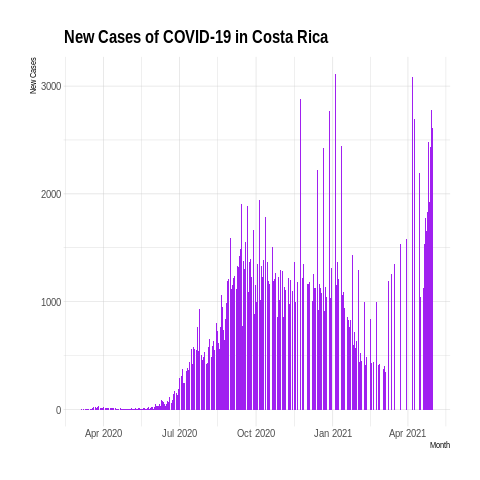 New Cases of COVID-19 in Costa Rica
New Cases
3000
2000
1000
0
Apr 2020 Jul 2020 Oct 2020 Jan 2021 Apr 2021
Month